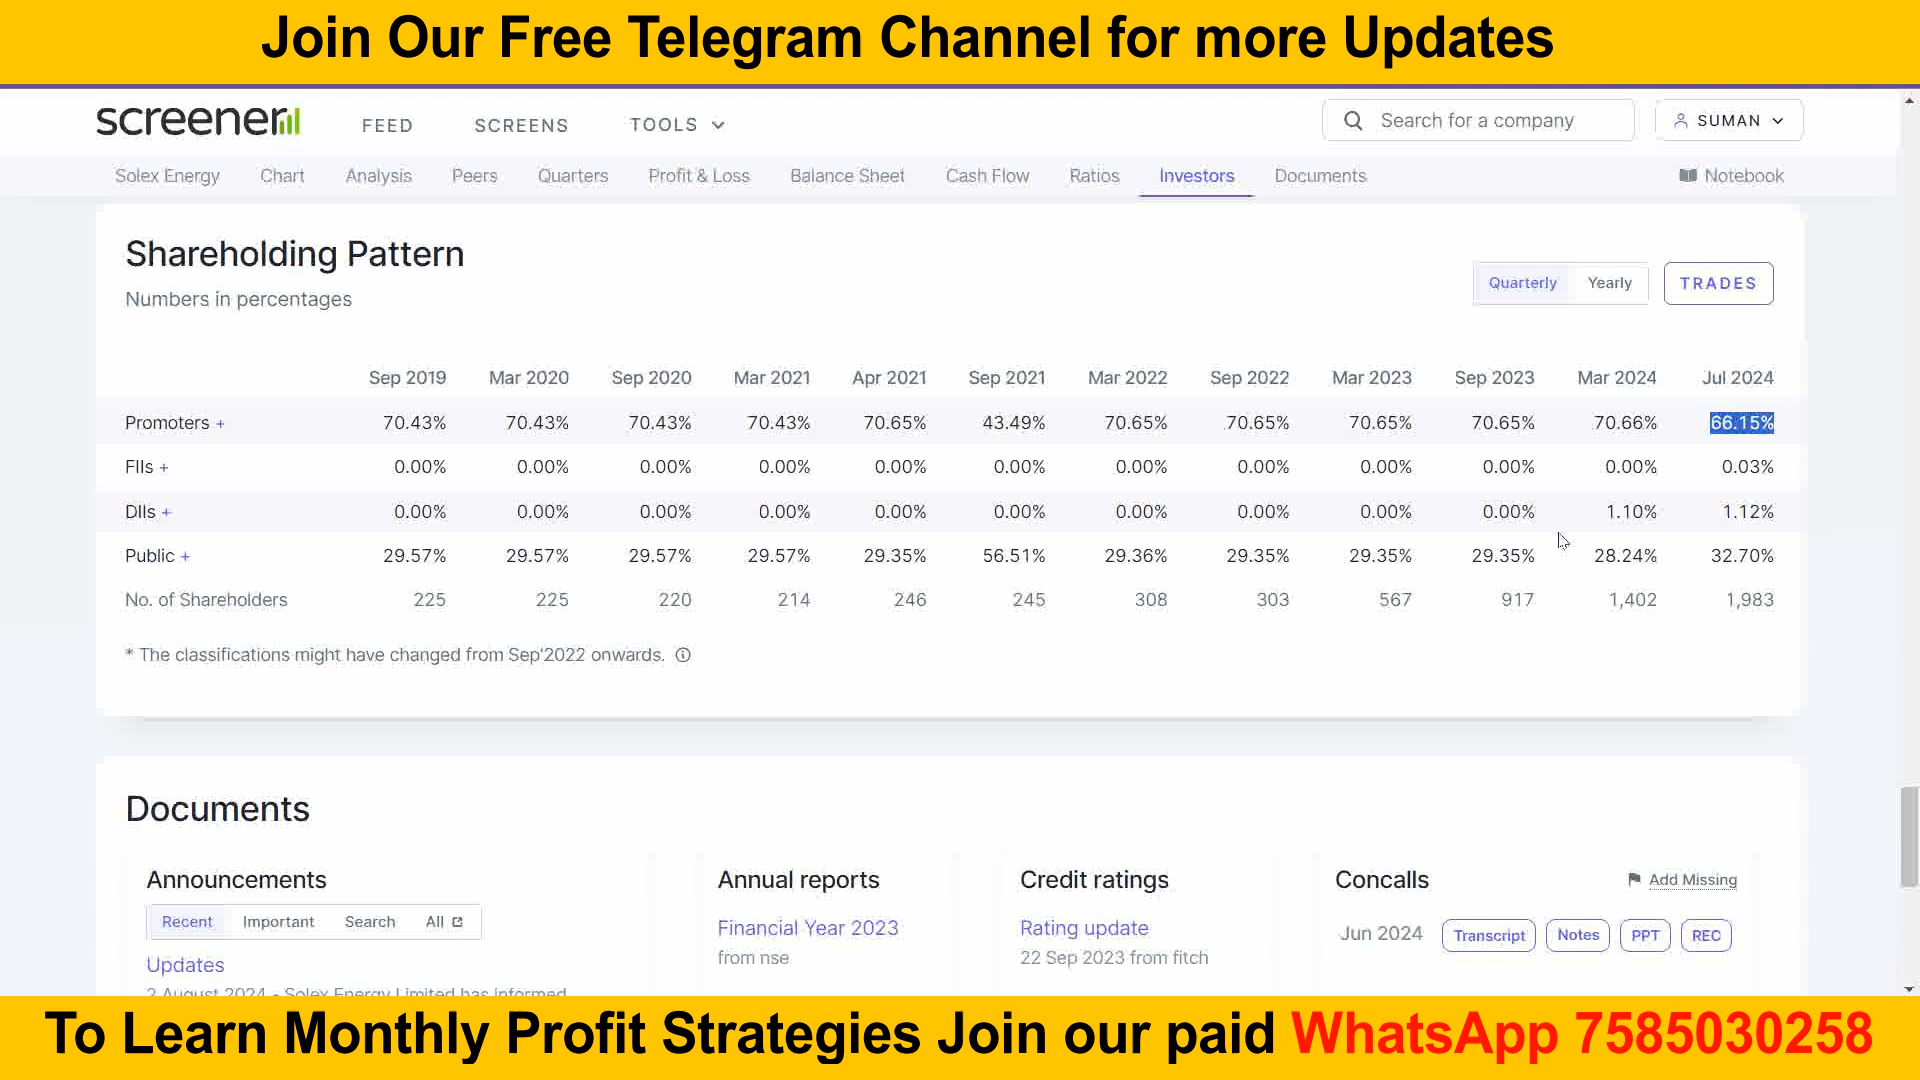 Join Our Free Telegram Channel for more Updates
screener
FEED SCREENS TOOLS
Search for a company
SUMAN
Solex Energy Chart Analysis Peers Quarters Profit & Loss Balance Sheet Cash Flow Ratios Investors Documents Notebook
Shareholding Pattern
Numbers in percentages
Quarterly Yearly TRADES
Sep 2019 Mar 2020 Sep 2020 Mar 2021 Apr 2021 Sep 2021 Mar 2022 Sep 2022 Mar 2023 Sep 2023 Mar 2024 Jul 2024
Promoters + 70.43% 70.43% 70.43% 70.43% 70.65% 43.49% 70.65% 70.65% 70.65% 70.65% 70.66% 66.15%
FIIs + 0.00% 0.00% 0.00% 0.00% 0.00% 0.00% 0.00% 0.00% 0.00% 0.00% 0.00% 0.03%
DIIs + 0.00% 0.00% 0.00% 0.00% 0.00% 0.00% 0.00% 0.00% 0.00% 0.00% 1.10% 1.12%
Public + 29.57% 29.57% 29.57% 29.57% 29.35% 56.51% 29.36% 29.35% 29.35% 29.35% 28.24% 32.70%
No. of Shareholders 225 225 220 214 246 245 308 303 567 917 1,402 1,983
* The classifications might have changed from Sep'2022 onwards.
Documents
Announcements
Recent Important Search All
Updates
2 August 2024 - Solex Energy Limited has informed
Annual reports
Financial Year 2023
from nse
Credit ratings
Rating update
22 Sep 2023 from fitch
Concalls
Add Missing
Jun 2024 Transcript Notes PPT REC
To Learn Monthly Profit Strategies Join our paid WhatsApp 7585030258